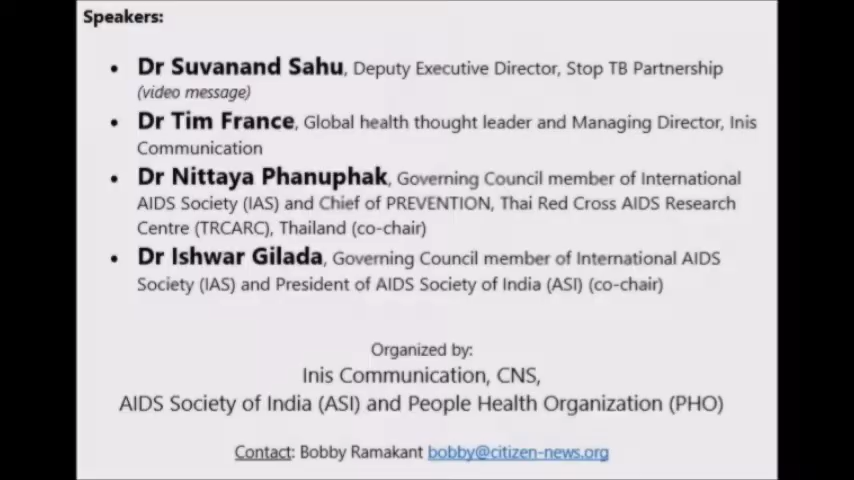 Speakers:
• Dr Suvanand Sahu, Deputy Executive Director, Stop TB Partnership
(video message)
• Dr Tim France, Global health thought leader and Managing Director, Inis
Communication
• Dr Nittaya Phanuphak, Governing Council member of International
AIDS Society (IAS) and Chief of PREVENTION, Thai Red Cross AIDS Research
Centre (TRCARC), Thailand (co-chair)
• Dr Ishwar Gilada, Governing Council member of International AIDS
Society (IAS) and President of AIDS Society of India (ASI) (co-chair)
Organized by:
Inis Communication, CNS,
AIDS Society of India (ASI) and People Health Organization (PHO)
Contact: Bobby Ramakant bobby@citizen-news.org